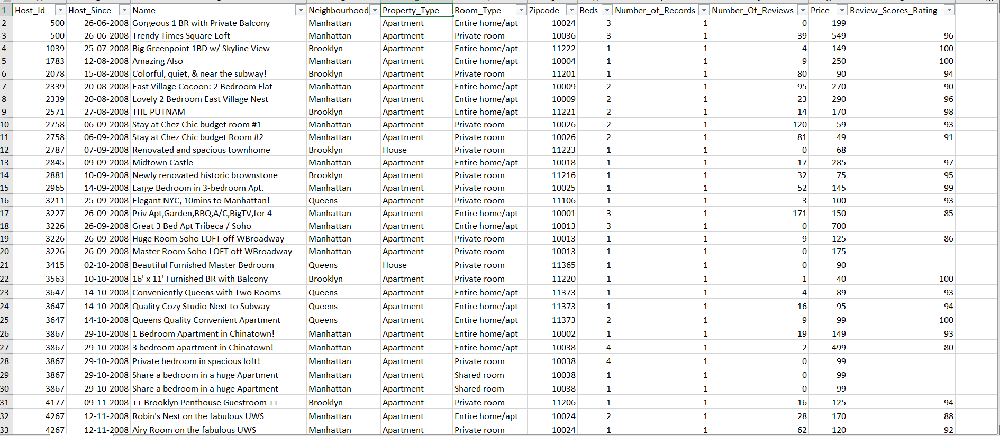 1 Host_Id Host_Since Name Neighbourhood Property_Type Room_Type Zipcode Beds Number_of_Records Number_Of_Reviews Price Review_Scores_Rating
2 500 26-06-2008 Gorgeous 1 BR with Private Balcony Manhattan Apartment Entire home/apt 10024 3 1 0 199
3 500 26-06-2008 Trendy Times Square Loft Manhattan Apartment Private room 10036 3 1 39 549 96
4 1039 25-07-2008 Big Greenpoint 1BD w/ Skyline View Brooklyn Apartment Entire home/apt 11222 1 1 4 149 100
5 1783 12-08-2008 Amazing Also Manhattan Apartment Entire home/apt 10004 1 1 9 250 100
6 2078 15-08-2008 Colorful, quiet, & near the subway! Brooklyn Apartment Private room 11201 1 1 80 90 94
7 2339 20-08-2008 East Village Cocoon: 2 Bedroom Flat Manhattan Apartment Entire home/apt 10009 2 1 95 270 90
8 2339 20-08-2008 Lovely 2 Bedroom East Village Nest Manhattan Apartment Entire home/apt 10009 2 1 23 290 96
9 2571 27-08-2008 THE PUTNAM Brooklyn Apartment Entire home/apt 11221 2 1 14 170 98
10 2758 06-09-2008 Stay at Chez Chic budget room #1 Manhattan Apartment Private room 10026 2 1 120 59 93
11 2758 06-09-2008 Stay at Chez Chic budget Room #2 Manhattan Apartment Private room 10026 2 1 81 49 91
12 2787 07-09-2008 Renovated and spacious townhome Brooklyn House Private room 11223 1 1 0 68
13 2845 09-09-2008 Midtown Castle Manhattan Apartment Entire home/apt 10018 1 1 17 285 97
14 2881 10-09-2008 Newly renovated historic brownstone Brooklyn Apartment Private room 11216 1 1 32 75 95
15 2965 14-09-2008 Large Bedroom in 3-bedroom Apt. Manhattan Apartment Private room 10025 1 1 52 145 99
16 3211 25-09-2008 Elegant NYC, 10mins to Manhattan! Queens Apartment Private room 11106 1 1 3 100 93
17 3227 26-09-2008 Priv Apt,Garden,BBQ,A/C,BigTV,for 4 Manhattan Apartment Entire home/apt 10001 3 1 171 150 85
18 3226 26-09-2008 Great 3 Bed Apt Tribeca / Soho Manhattan Apartment Entire home/apt 10013 3 1 0 700
19 3226 26-09-2008 Huge Room Soho LOFT off WBroadway Manhattan Apartment Private room 10013 1 1 9 125 86
20 3226 26-09-2008 Master Room Soho LOFT off WBroadway Manhattan Apartment Private room 10013 1 1 0 175
21 3415 02-10-2008 Beautiful Furnished Master Bedroom Queens House Private room 11365 1 1 0 90
22 3563 10-10-2008 16' x 11' Furnished BR with Balcony Brooklyn Apartment Private room 11220 1 1 1 40 100
23 3647 14-10-2008 Conveniently Queens with Two Rooms Queens Apartment Entire home/apt 11373 1 1 4 89 93
24 3647 14-10-2008 Quality Cozy Studio Next to Subway Queens Apartment Entire home/apt 11373 1 1 16 95 94
25 3647 14-10-2008 Queens Quality Convenient Apartment Queens Apartment Entire home/apt 11373 2 1 9 99 100
26 3867 29-10-2008 1 Bedroom Apartment in Chinatown! Manhattan Apartment Entire home/apt 10002 1 1 19 149 93
27 3867 29-10-2008 3 bedroom apartment in Chinatown! Manhattan Apartment Entire home/apt 10038 4 1 2 499 80
28 3867 29-10-2008 Private bedroom in spacious loft! Manhattan Apartment Private room 10038 4 1 0 99
29 3867 29-10-2008 Share a bedroom in a huge Apartment Manhattan Apartment Shared room 10038 1 1 0 99
30 3867 29-10-2008 Share a bedroom in a huge Apartment Manhattan Apartment Shared room 10038 1 1 0 99
31 4177 09-11-2008 ++ Brooklyn Penthouse Guestroom ++ Brooklyn Apartment Private room 11206 1 1 16 125 94
32 4267 12-11-2008 Robin's Nest on the fabulous UWS Manhattan Apartment Entire home/apt 10024 2 1 28 170 88
33 4267 12-11-2008 Airy Room on the fabulous UWS Manhattan Apartment Private room 10024 1 1 62 120 92